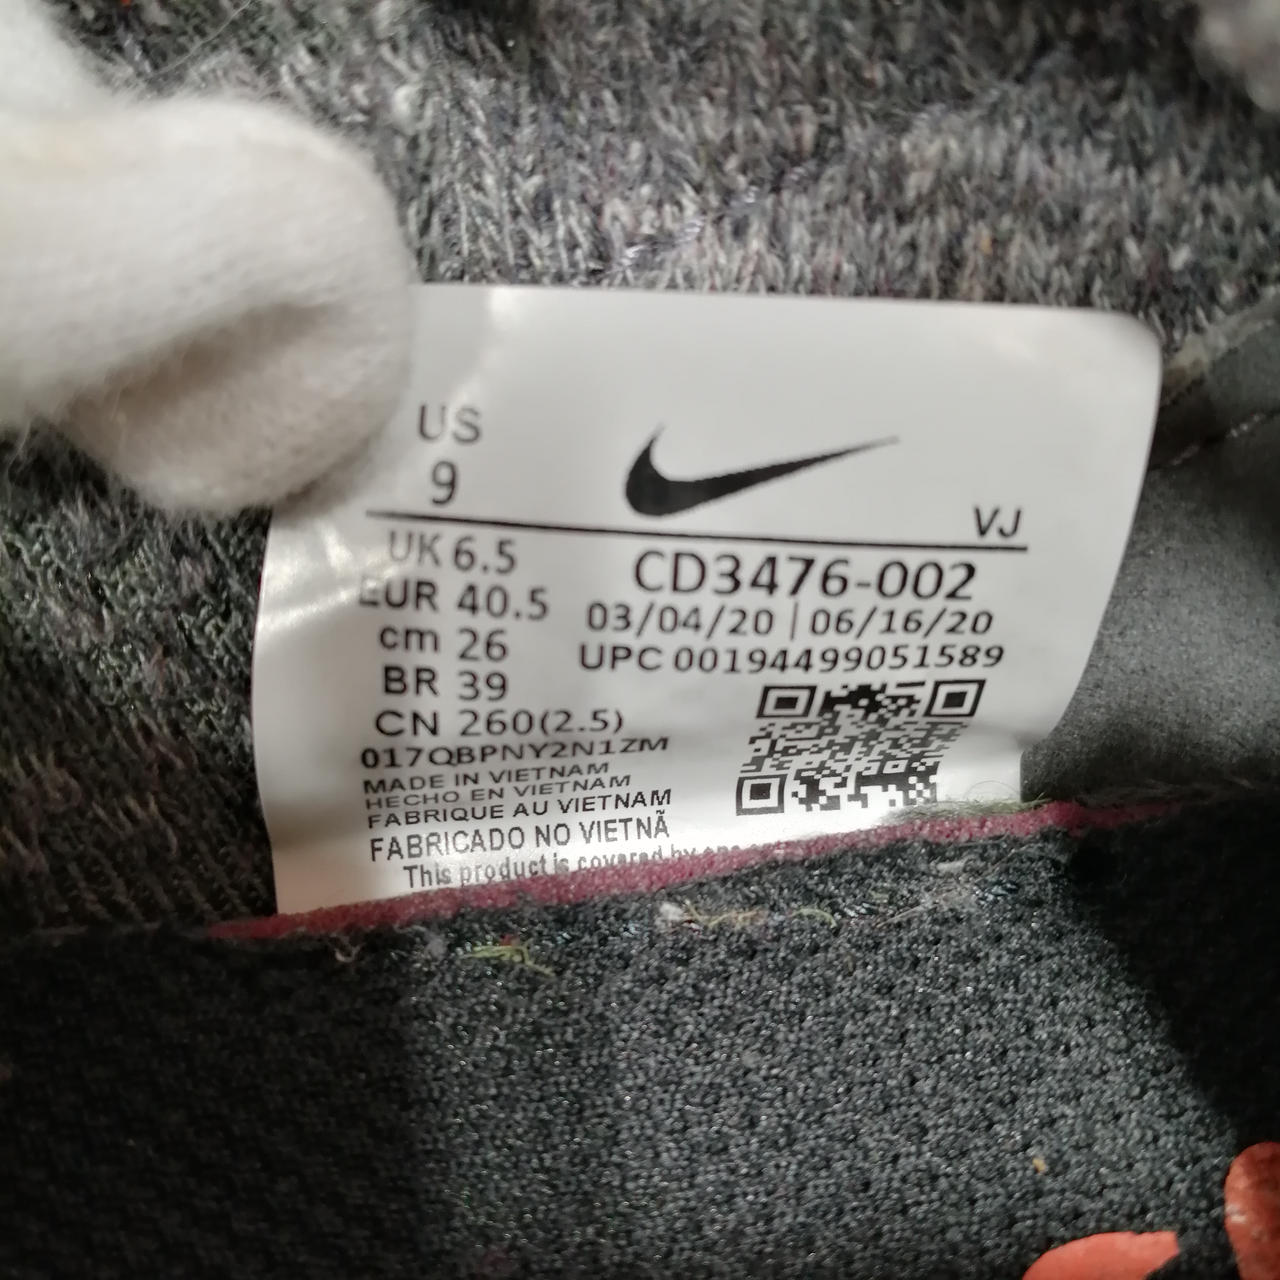 US
9
VJ
UK 6.5
EUR 40.5
cm 26
BR 39
CN 260(2.5)
CD3476-002
03/04/20 | 06/16/20
UPC 00194499051589
017QBPNY2N1ZM
MADE IN VIETNAM
HECHO EN VIETNAM
FABRIQUE AU VIETNAM
FABRICADO NO VIETNÃ
This product is covered by